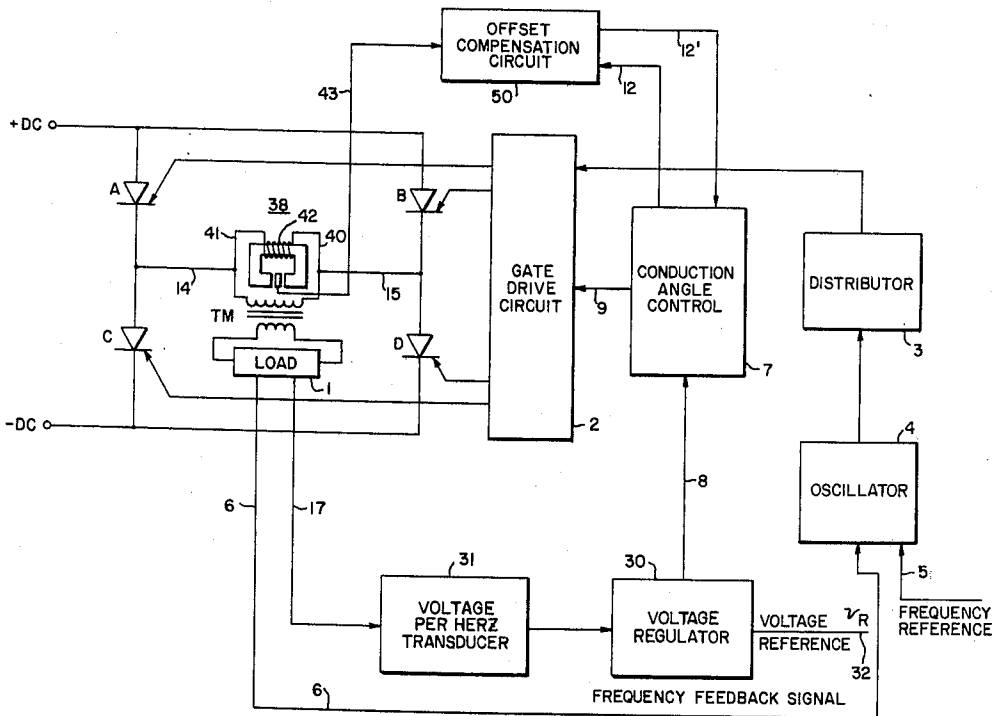 OFFSET
COMPENSATION
CIRCUIT
12'
12
43
50
+DC
A
B
38
42
41
40
14
15
TM
C
D
LOAD
1
GATE
DRIVE
CIRCUIT
2
9
CONDUCTION
ANGLE
CONTROL
7
DISTRIBUTOR
3
-DC
4
OSCILLATOR
6
17
8
5
31
VOLTAGE
PER HERZ
TRANSDUCER
30
VOLTAGE
REGULATOR
VOLTAGE VR
REFERENCE
32
FREQUENCY
REFERENCE
6
FREQUENCY FEEDBACK SIGNAL